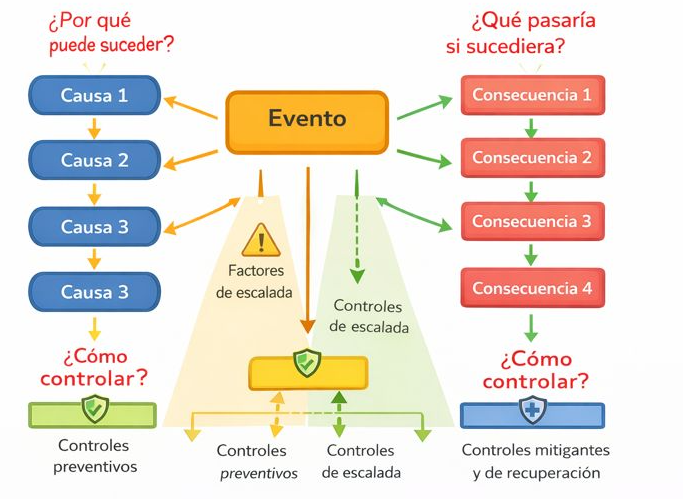 ¿Por qué
puede suceder?
Causa 1
Causa 2
Causa 3
Causa 3
¿Cómo
controlar?
Controles
preventivos
Evento
Factores
de escalada
Controles
de escalada
Controles
preventivos
Controles
de escalada
¿Qué pasaría
si sucediera?
Consecuencia 1
Consecuencia 2
Consecuencia 3
Consecuencia 4
¿Cómo
controlar?
Controles mitigantes
y de recuperación